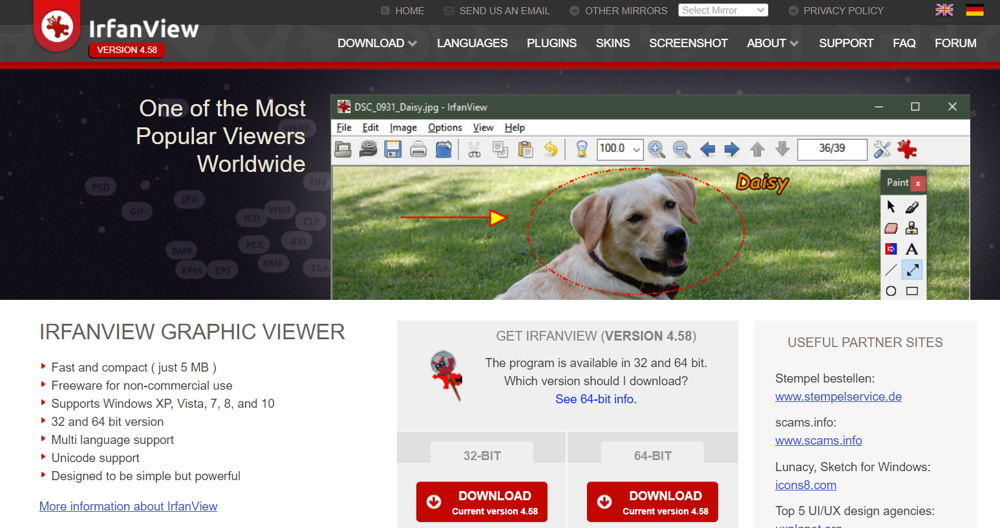 HOME
SEND US AN EMAIL
OTHER MIRRORS
Select Mirror
PRIVACY POLICY
IrfanView
VERSION 4.58
DOWNLOAD
LANGUAGES
PLUGINS
SKINS
SCREENSHOT
ABOUT
SUPPORT
FAQ
FORUM
One of the Most
Popular Viewers
Worldwide
WEBP
PSD
TIFF
JPG
GIF
WMF
ICO
CLP
AVI
PCX
BMP
EMF
XPM
EPS
TGA
DSC_0931_Daisy.jpg - IrfanView
File Edit Image Options View Help
100.0
36/39
Daisy
Paint x
A
IRFANVIEW GRAPHIC VIEWER
Fast and compact ( just 5 MB )
Freeware for non-commercial use
Supports Windows XP, Vista, 7, 8, and 10
32 and 64 bit version
Multi language support
Unicode support
Designed to be simple but powerful
More information about IrfanView
GET IRFANVIEW (VERSION 4.58)
The program is available in 32 and 64 bit.
Which version should I download?
See 64-bit info.
32-BIT
DOWNLOAD
Current version 4.58
64-BIT
DOWNLOAD
Current version 4.58
USEFUL PARTNER SITES
Stempel bestellen:
www.stempelservice.de
scams.info:
www.scams.info
Lunacy, Sketch for Windows:
icons8.com
Top 5 UI/UX design agencies: